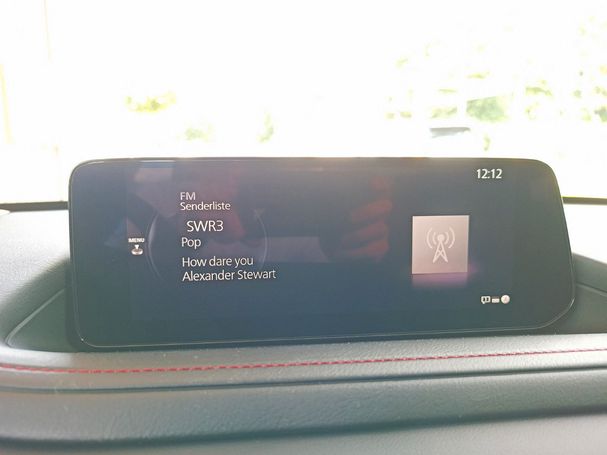 12:12
FM
Senderliste
SWR3
MENU
Pop
How dare you
Alexander Stewart